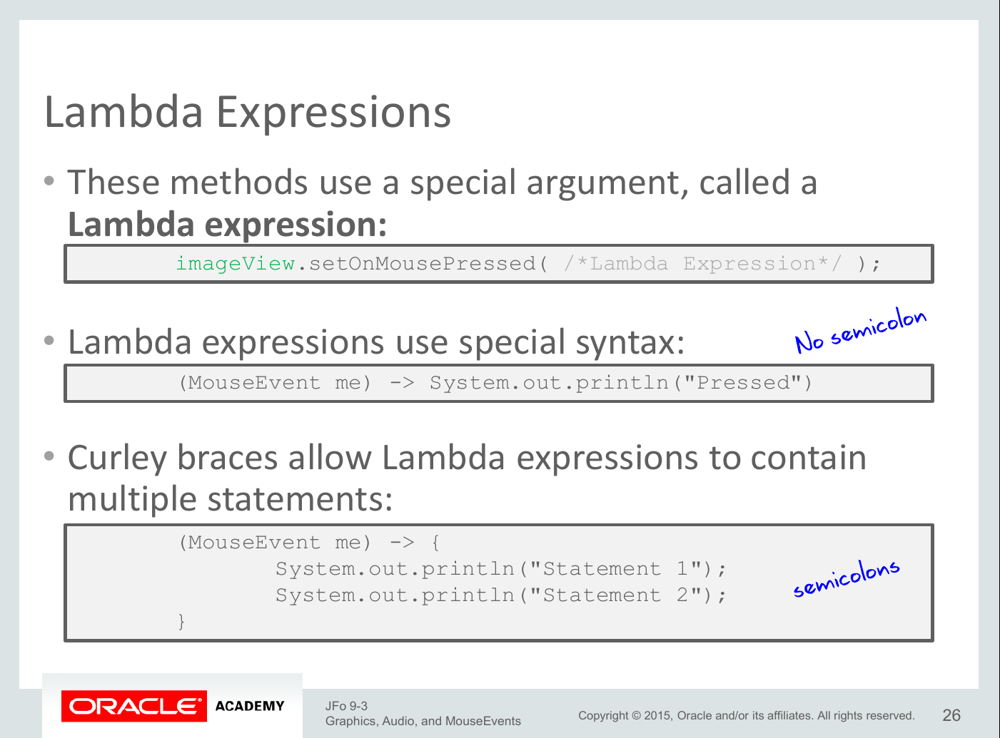 Lambda Expressions
• These methods use a special argument, called a
Lambda expression:
imageView.setOnMousePressed( /*Lambda Expression*/ );
No semicolon
• Lambda expressions use special syntax:
(MouseEvent me) -> System.out.println("Pressed")
• Curley braces allow Lambda expressions to contain
multiple statements:
(MouseEvent me) -> {
System.out.println("Statement 1");
System.out.println("Statement 2");
}
semicolons
ORACLE® ACADEMY
JFo 9-3
Graphics, Audio, and MouseEvents
Copyright © 2015, Oracle and/or its affiliates. All rights reserved.
26